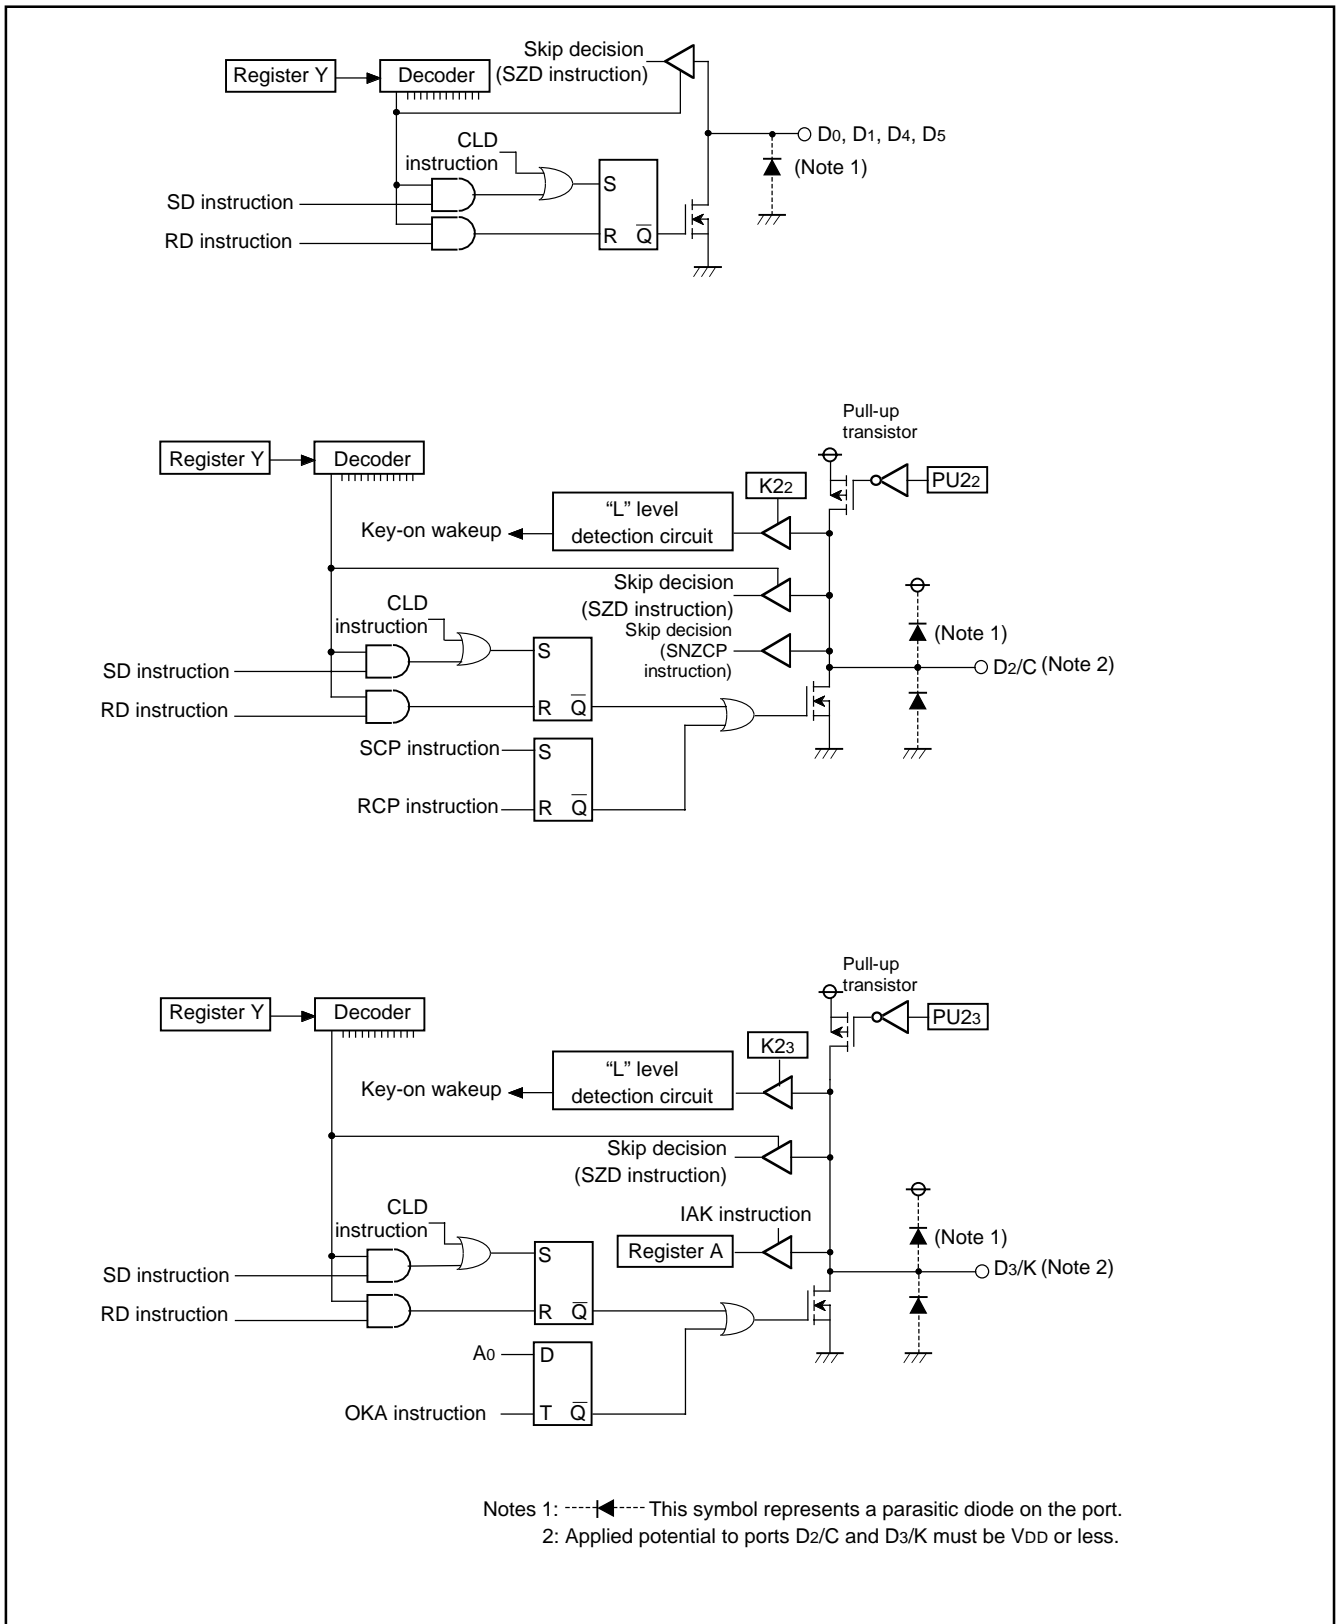 Skip decision
(SZD instruction)
Register Y
Decoder
D0, D1, D4, D5
(Note 1)
CLD
instruction
S
SD instruction
RD instruction
R Q̅
Pull-up
transistor
Register Y
Decoder
K22
PU22
"L" level
detection circuit
Key-on wakeup
Skip decision
(SZD instruction)
CLD
instruction
Skip decision
(SNZCP
instruction)
(Note 1)
S
SD instruction
D2/C (Note 2)
RD instruction
R Q̅
SCP instruction
S
RCP instruction
R Q̅
Pull-up
transistor
Register Y
Decoder
PU23
K23
"L" level
detection circuit
Key-on wakeup
Skip decision
(SZD instruction)
CLD
instruction
IAK instruction
Register A
(Note 1)
S
SD instruction
D3/K (Note 2)
RD instruction
R Q̅
A0
D
OKA instruction
T Q̅
Notes 1: This symbol represents a parasitic diode on the port.
2: Applied potential to ports D2/C and D3/K must be VDD or less.